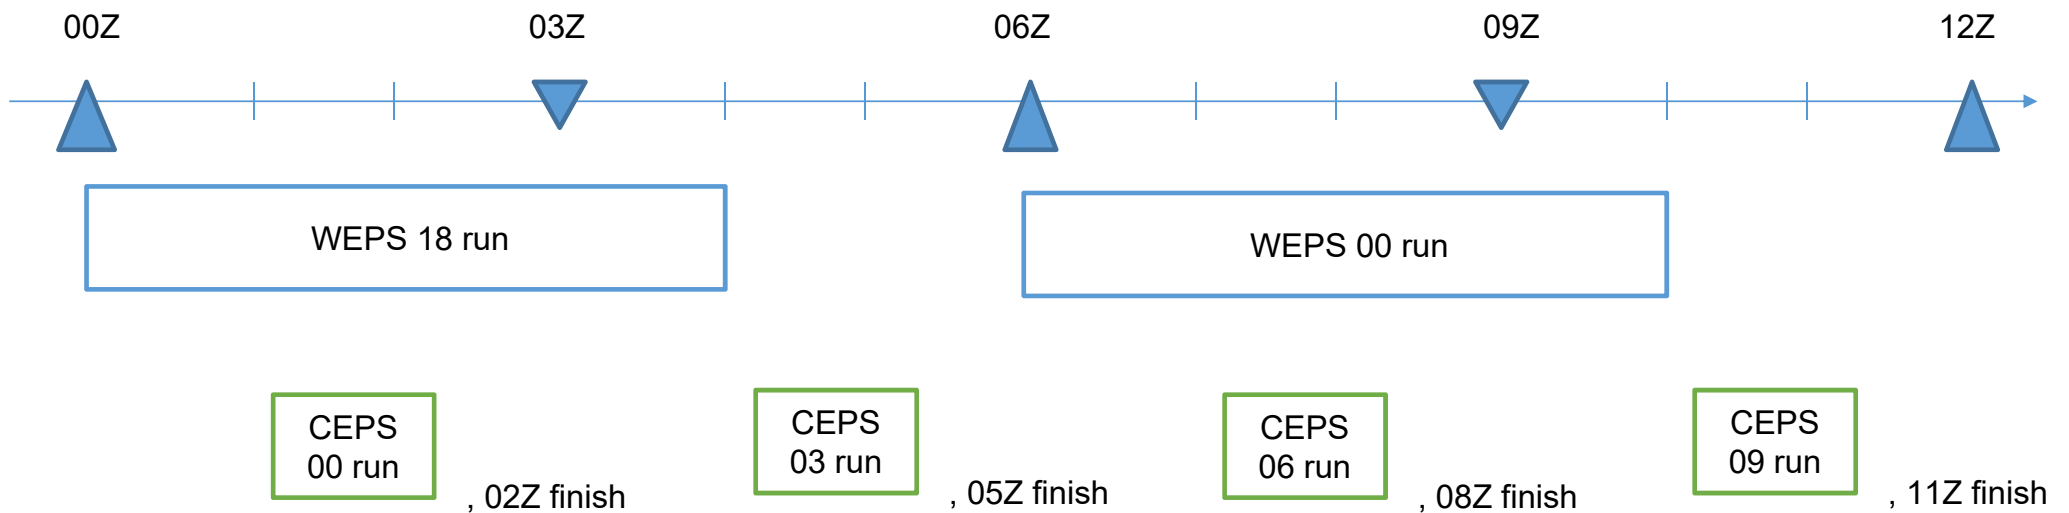 00Z
03Z
06Z
09Z
12Z
WEPS 18 run
WEPS 00 run
CEPS
00 run
, 02Z finish
CEPS
03 run
, 05Z finish
CEPS
06 run
, 08Z finish
CEPS
09 run
, 11Z finish